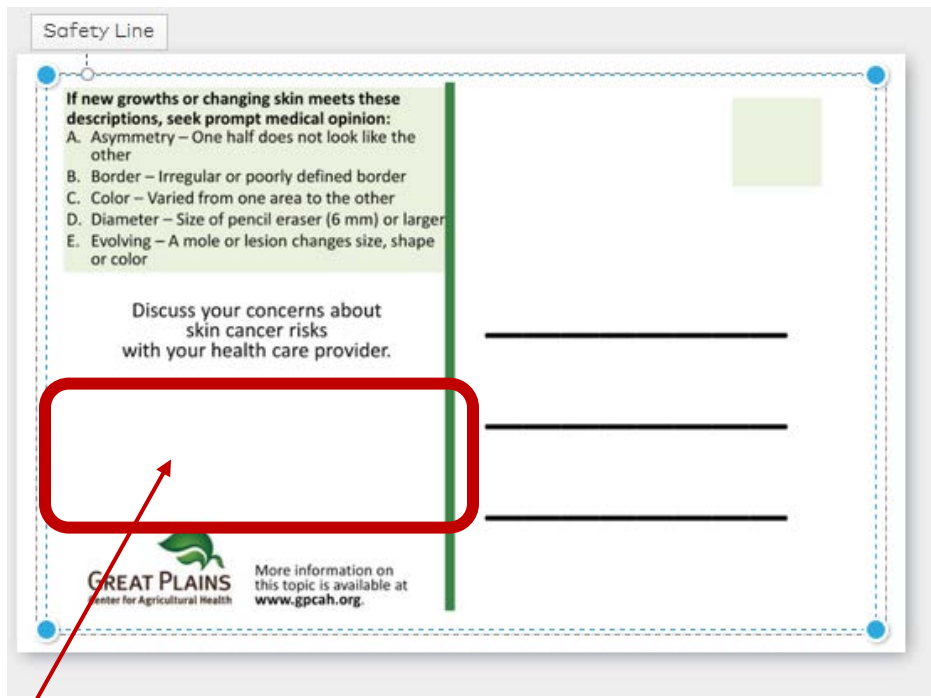 Safety Line
If new growths or changing skin meets these
descriptions, seek prompt medical opinion:
A. Asymmetry – One half does not look like the
other
B. Border – Irregular or poorly defined border
C. Color – Varied from one area to the other
D. Diameter – Size of pencil eraser (6 mm) or larger
E. Evolving – A mole or lesion changes size, shape
or color
Discuss your concerns about
skin cancer risks
with your health care provider.
GREAT PLAINS
Center for Agricultural Health
More information on
this topic is available at
www.gpcah.org.